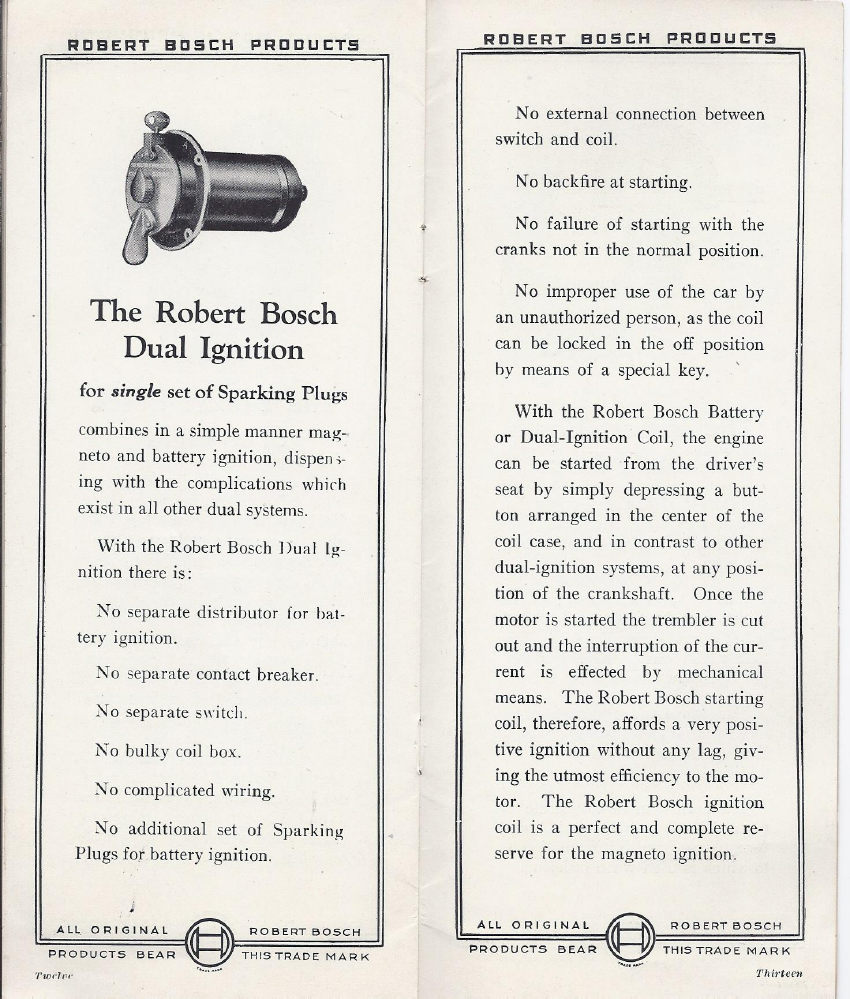 ROBERT BOSCH PRODUCTS
The Robert Bosch
Dual Ignition
for single set of Sparking Plugs
combines in a simple manner mag-
neto and battery ignition, dispens-
ing with the complications which
exist in all other dual systems.
With the Robert Bosch Dual Ig-
nition there is:
No separate distributor for bat-
tery ignition.
No separate contact breaker.
No separate switch.
No bulky coil box.
No complicated wiring.
No additional set of Sparking
Plugs for battery ignition.
ALL ORIGINAL ROBERT BOSCH
PRODUCTS BEAR THIS TRADE MARK
TRADE MARK
Twelve
ROBERT BOSCH PRODUCTS
No external connection between
switch and coil.
No backfire at starting.
No failure of starting with the
cranks not in the normal position.
No improper use of the car by
an unauthorized person, as the coil
can be locked in the off position
by means of a special key.
With the Robert Bosch Battery
or Dual-Ignition Coil, the engine
can be started from the driver's
seat by simply depressing a but-
ton arranged in the center of the
coil case, and in contrast to other
dual-ignition systems, at any posi-
tion of the crankshaft. Once the
motor is started the trembler is cut
out and the interruption of the cur-
rent is effected by mechanical
means. The Robert Bosch starting
coil, therefore, affords a very posi-
tive ignition without any lag, giv-
ing the utmost efficiency to the mo-
tor. The Robert Bosch ignition
coil is a perfect and complete re-
serve for the magneto ignition.
ALL ORIGINAL ROBERT BOSCH
PRODUCTS BEAR THIS TRADE MARK
TRADE MARK
Thirteen